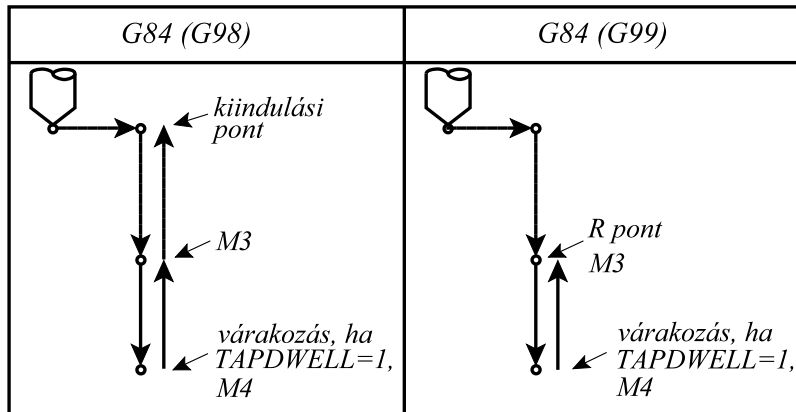 G84 (G98)
G84 (G99)
kiindulási
pont
M3
várakozás, ha
TAPDWELL=1,
M4
R pont
M3
várakozás, ha
TAPDWELL=1,
M4